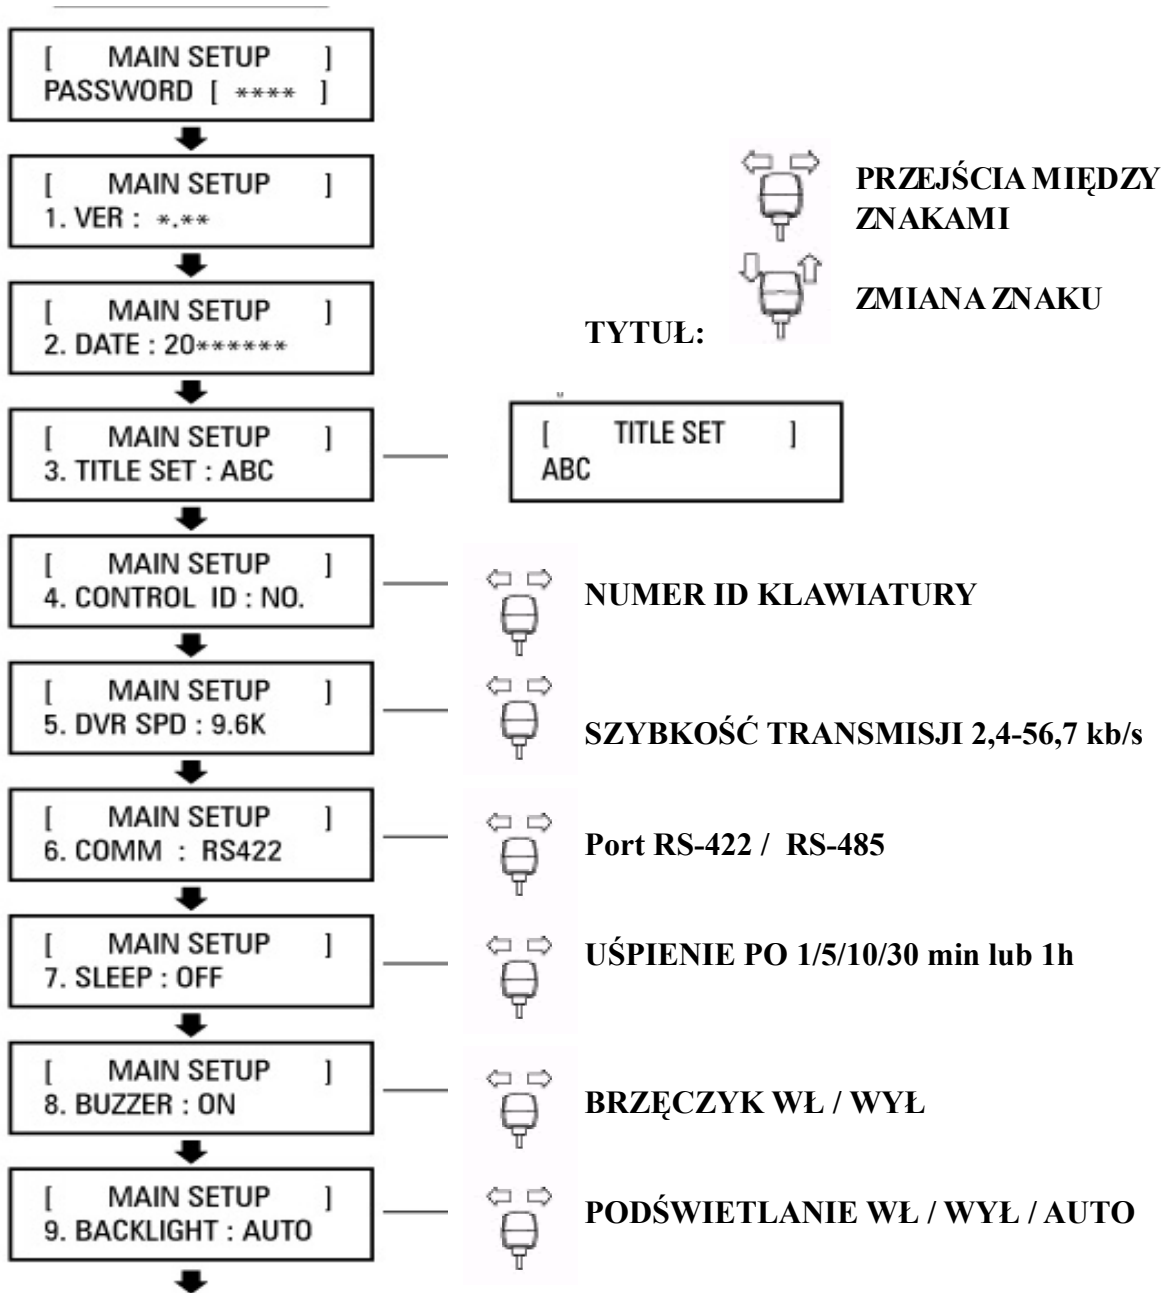 [ MAIN SETUP ]
PASSWORD [ **** ]
[ MAIN SETUP ]
1. VER : *.**
PRZEJŚCIA MIĘDZY
ZNAKAMI
ZMIANA ZNAKU
TYTUŁ:
[ MAIN SETUP ]
2. DATE : 20******
[ MAIN SETUP ]
3. TITLE SET : ABC
[ TITLE SET ]
ABC
[ MAIN SETUP ]
4. CONTROL ID : NO.
NUMER ID KLAWIATURY
[ MAIN SETUP ]
5. DVR SPD : 9.6K
SZYBKOŚĆ TRANSMISJI 2,4-56,7 kb/s
[ MAIN SETUP ]
6. COMM : RS422
Port RS-422 / RS-485
[ MAIN SETUP ]
7. SLEEP : OFF
UŚPIENIE PO 1/5/10/30 min lub 1h
[ MAIN SETUP ]
8. BUZZER : ON
BRZĘCZYK WŁ / WYŁ
[ MAIN SETUP ]
9. BACKLIGHT : AUTO
PODŚWIETLANIE WŁ / WYŁ / AUTO